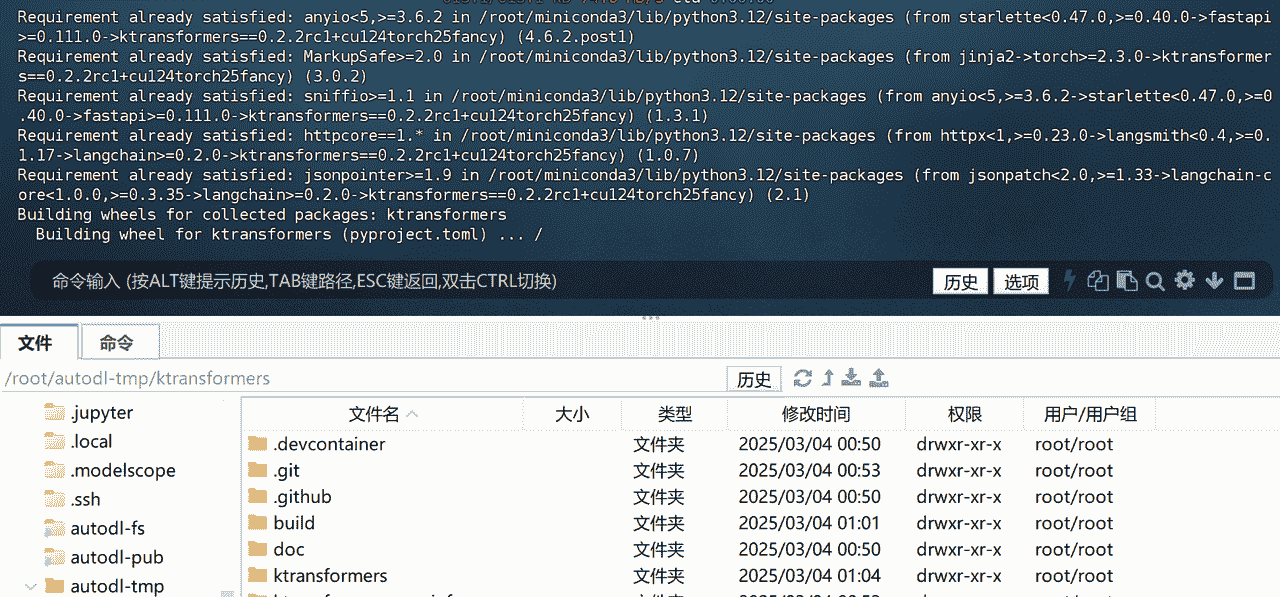 Requirement already satisfied: anyio<5,>=3.6.2 in /root/miniconda3/lib/python3.12/site-packages (from starlette<0.47.0,>=0.40.0->fastapi
>=0.111.0->ktransformers==0.2.2rc1+cu124torch25fancy) (4.6.2.post1)
Requirement already satisfied: MarkupSafe>=2.0 in /root/miniconda3/lib/python3.12/site-packages (from jinja2->torch>=2.3.0->ktransformer
s==0.2.2rc1+cu124torch25fancy) (3.0.2)
Requirement already satisfied: sniffio>=1.1 in /root/miniconda3/lib/python3.12/site-packages (from anyio<5,>=3.6.2->starlette<0.47.0,>=0
.40.0->fastapi>=0.111.0->ktransformers==0.2.2rc1+cu124torch25fancy) (1.3.1)
Requirement already satisfied: httpcore==1.* in /root/miniconda3/lib/python3.12/site-packages (from httpx<1,>=0.23.0->langsmith<0.4,>=0.
1.17->langchain>=0.2.0->ktransformers==0.2.2rc1+cu124torch25fancy) (1.0.7)
Requirement already satisfied: jsonpointer>=1.9 in /root/miniconda3/lib/python3.12/site-packages (from jsonpatch<2.0,>=1.33->langchain-c
ore<1.0.0,>=0.3.35->langchain>=0.2.0->ktransformers==0.2.2rc1+cu124torch25fancy) (2.1)
Building wheels for collected packages: ktransformers
Building wheel for ktransformers (pyproject.toml) ... /
命令输入 (按ALT键提示历史,TAB键路径,ESC键返回,双击CTRL切换) 历史 选项
文件 命令
/root/autodl-tmp/ktransformers 历史
.jupyter
.local
.modelscope
.ssh
autodl-fs
autodl-pub
autodl-tmp
文件名 大小 类型 修改时间 权限 用户/用户组
.devcontainer 文件夹 2025/03/04 00:50 drwxr-xr-x root/root
.git 文件夹 2025/03/04 00:53 drwxr-xr-x root/root
.github 文件夹 2025/03/04 00:50 drwxr-xr-x root/root
build 文件夹 2025/03/04 01:01 drwxr-xr-x root/root
doc 文件夹 2025/03/04 00:50 drwxr-xr-x root/root
ktransformers 文件夹 2025/03/04 01:04 drwxr-xr-x root/root